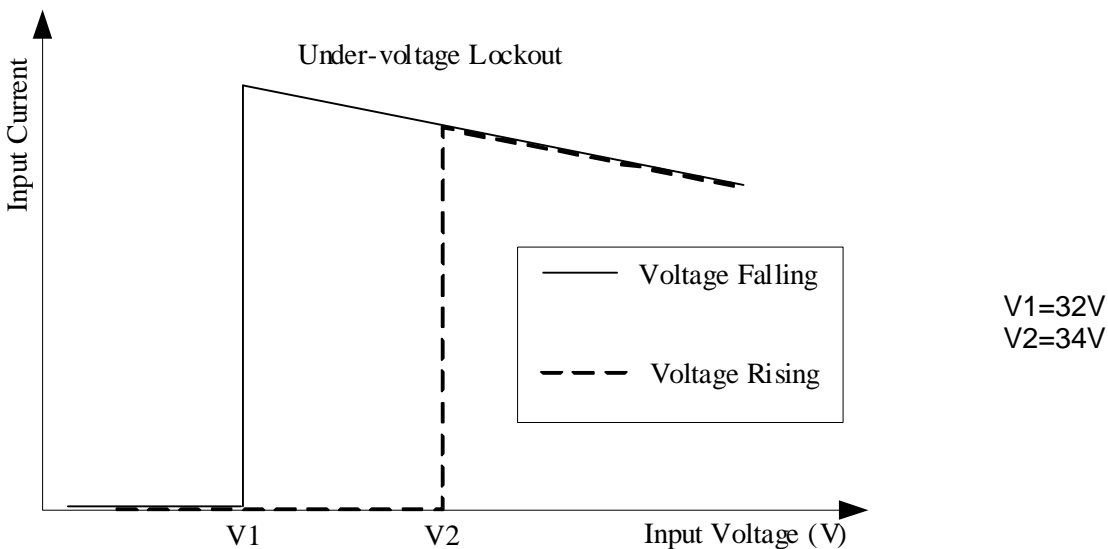 Under-voltage Lockout
Input Current
Voltage Falling
Voltage Rising
V1=32V
V2=34V
V1
V2
Input Voltage (V)